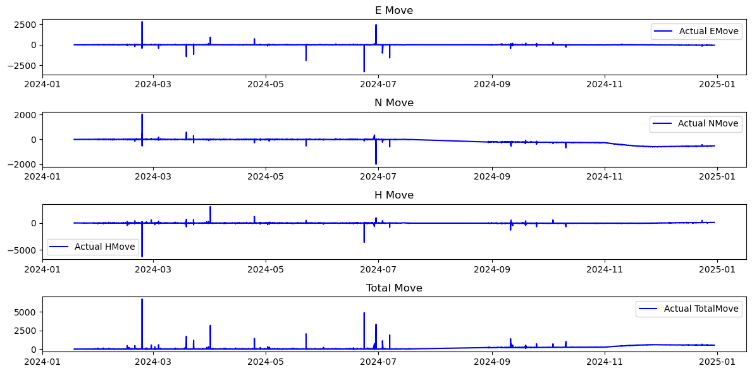 E Move
2500
0
−2500
Actual EMove
2024-01 2024-03 2024-05 2024-07 2024-09 2024-11 2025-01
N Move
2000
0
−2000
Actual NMove
2024-01 2024-03 2024-05 2024-07 2024-09 2024-11 2025-01
H Move
0
−5000
Actual HMove
2024-01 2024-03 2024-05 2024-07 2024-09 2024-11 2025-01
Total Move
5000
2500
0
Actual TotalMove
2024-01 2024-03 2024-05 2024-07 2024-09 2024-11 2025-01